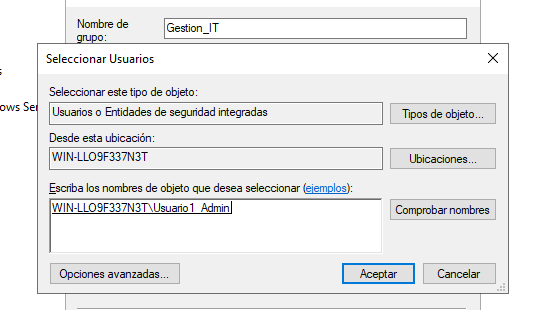 Nombre de grupo:
Gestion_IT
Seleccionar Usuarios
Seleccionar este tipo de objeto:
Usuarios o Entidades de seguridad integradas
Tipos de objeto...
Desde esta ubicación:
WIN-LLO9F337N3T
Ubicaciones...
Escriba los nombres de objeto que desea seleccionar (ejemplos):
WIN-LLO9F337N3T\Usuario1_Admin
Comprobar nombres
Opciones avanzadas...
Aceptar
Cancelar
s
ows Ser